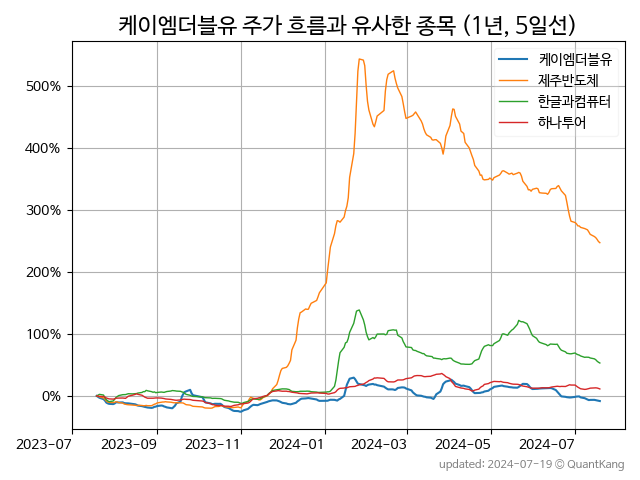 케이엠더블유 주가 흐름과 유사한 종목 (1년, 5일선)
케이엠더블유
제주반도체
한글과컴퓨터
하나투어
500%
400%
300%
200%
100%
0%
2023-07 2023-09 2023-11 2024-01 2024-03 2024-05 2024-07
updated: 2024-07-19 © QuantKang